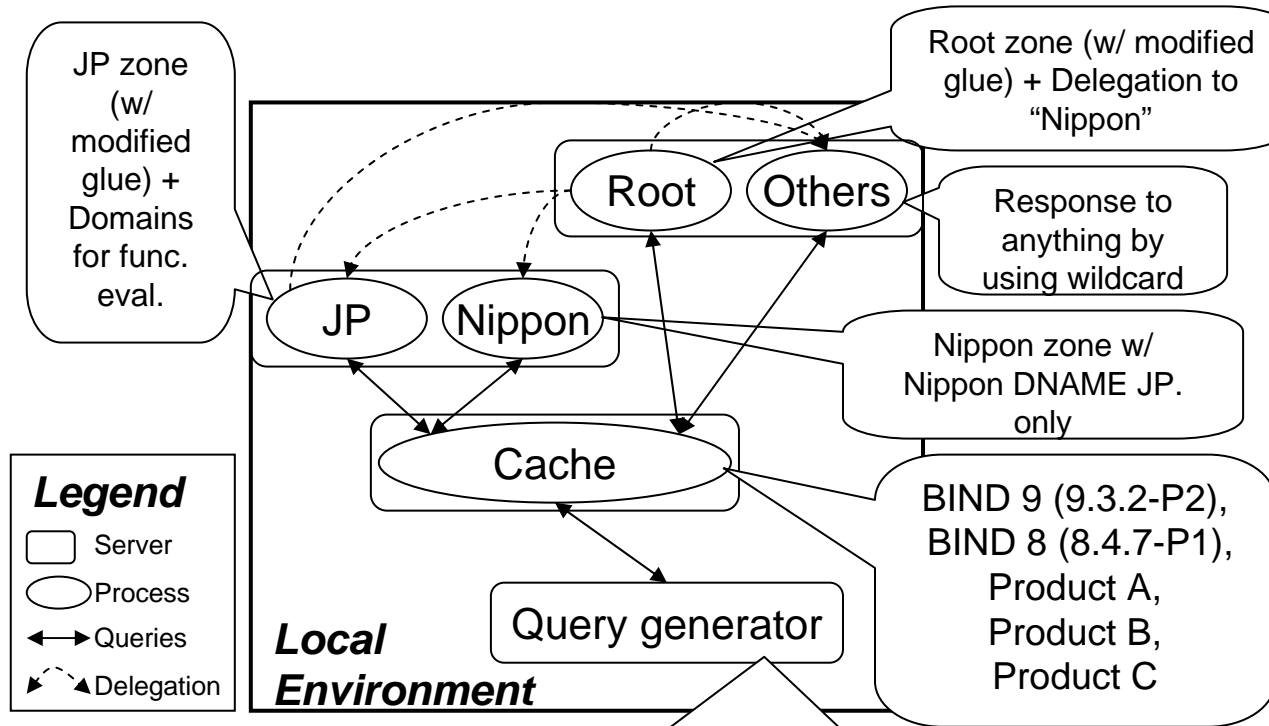 JP zone
(w/
modified
glue) +
Domains
for func.
eval.
Root zone (w/ modified
glue) + Delegation to
“Nippon”
Root
Others
Response to
anything by
using wildcard
JP
Nippon
Nippon zone w/
Nippon DNAME JP.
only
Cache
BIND 9 (9.3.2-P2),
BIND 8 (8.4.7-P1),
Product A,
Product B,
Product C
Query generator
Local
Environment
Legend
Server
Process
Queries
Delegation